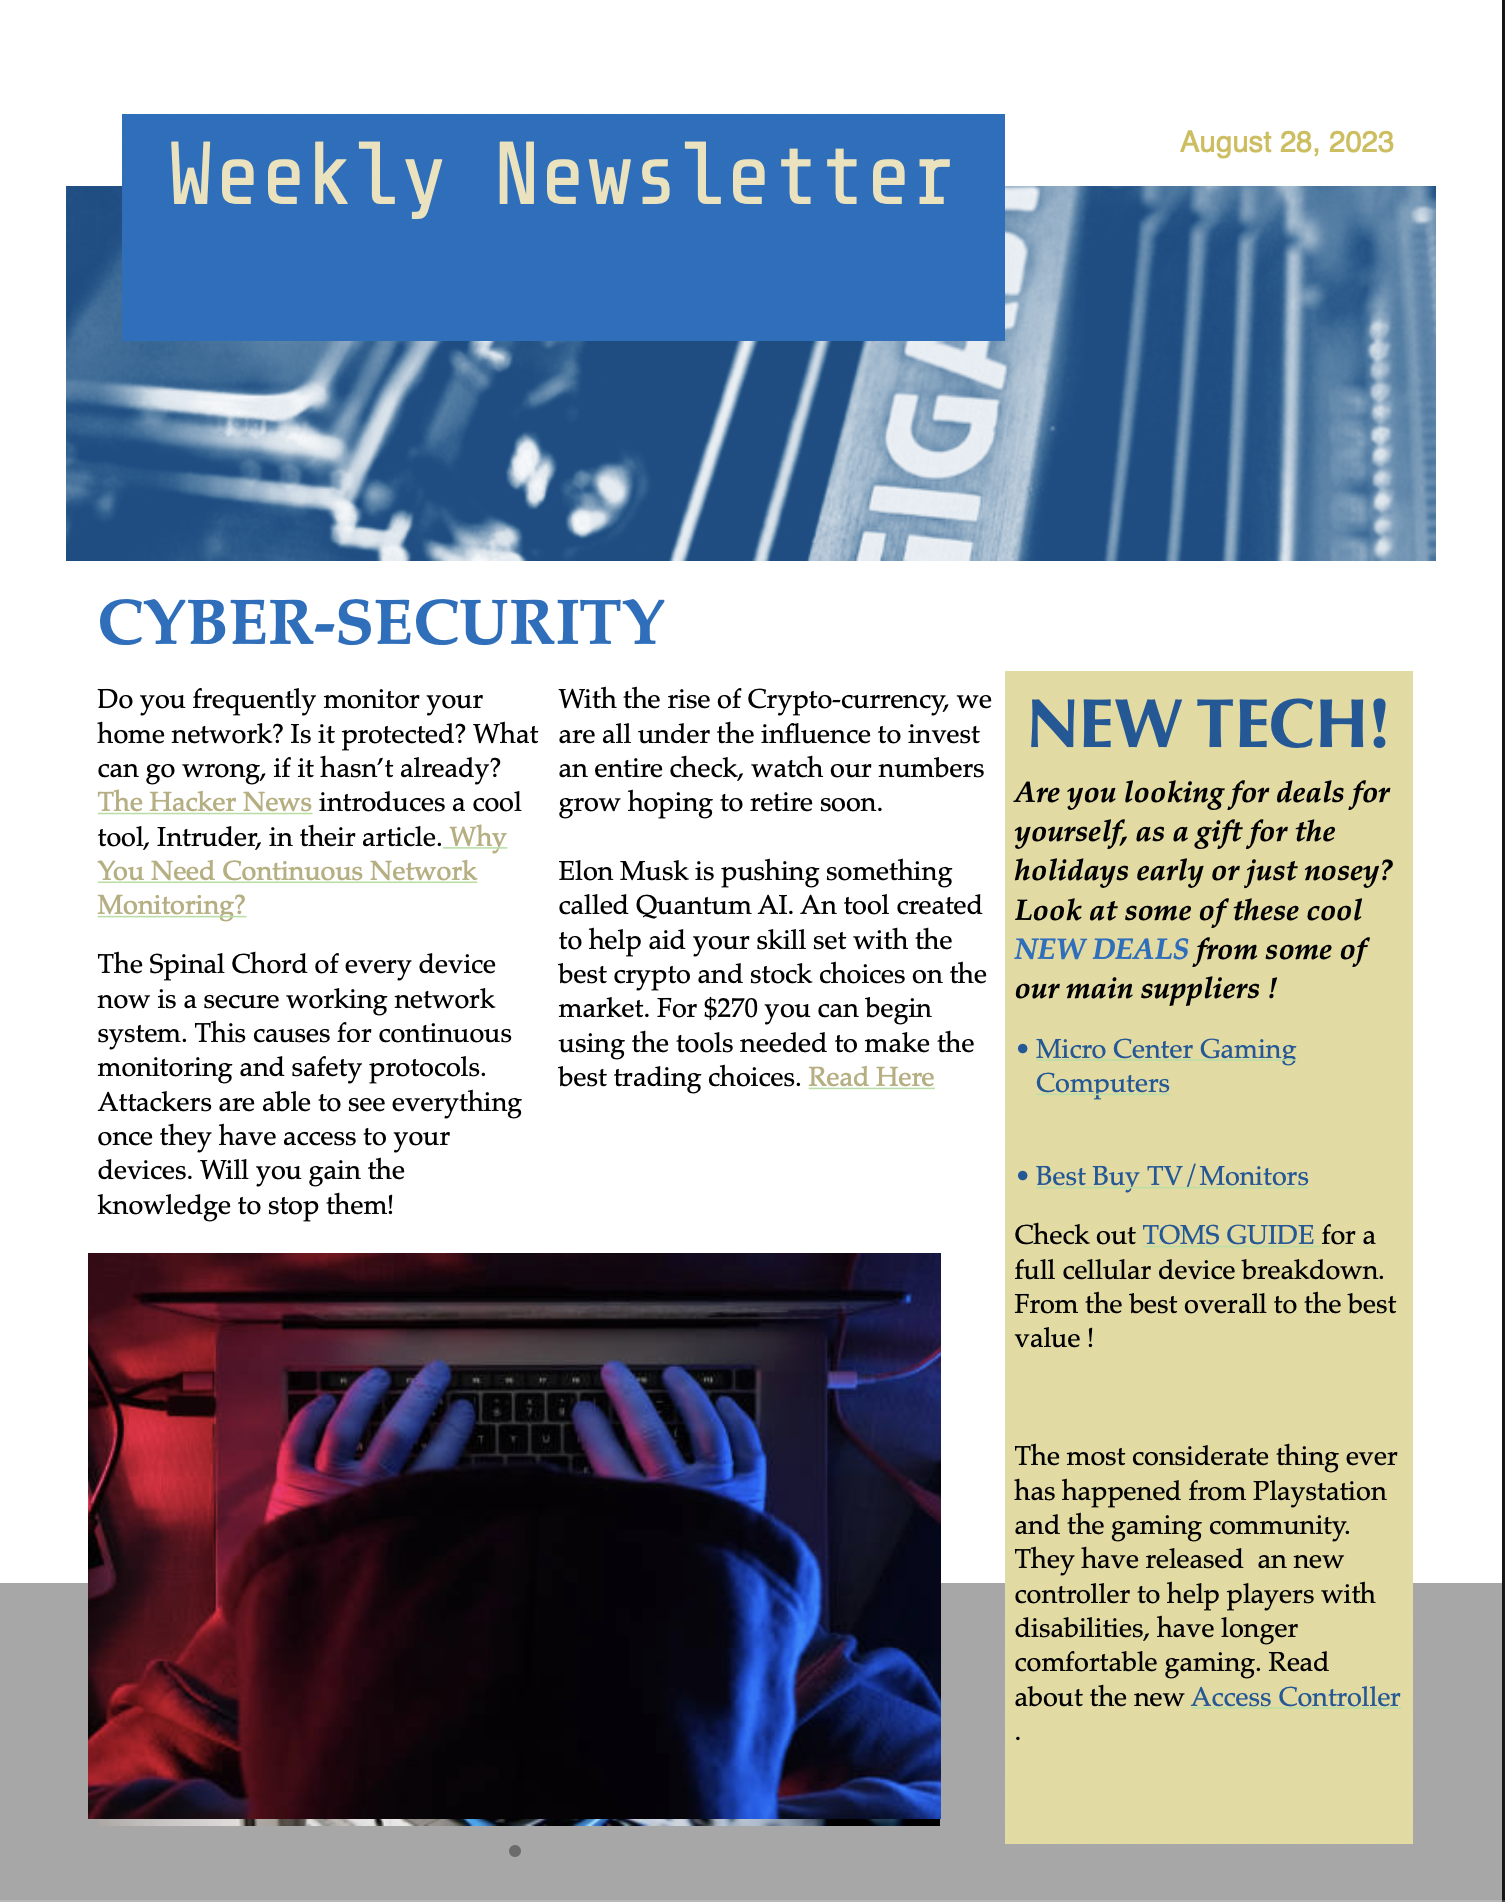 Weekly Newsletter
August 28, 2023
GIGA
CYBER-SECURITY
Do you frequently monitor your
home network? Is it protected? What
can go wrong, if it hasn't already?
The Hacker News introduces a cool
tool, Intruder, in their article. Why
You Need Continuous Network
Monitoring?
The Spinal Chord of every device
now is a secure working network
system. This causes for continuous
monitoring and safety protocols.
Attackers are able to see everything
once they have access to your
devices. Will you gain the
knowledge to stop them!
With the rise of Crypto-currency, we
are all under the influence to invest
an entire check, watch our numbers
grow hoping to retire soon.
Elon Musk is pushing something
called Quantum AI. An tool created
to help aid your skill set with the
best crypto and stock choices on the
market. For $270 you can begin
using the tools needed to make the
best trading choices. Read Here
NEW TECH!
Are you looking for deals for
yourself, as a gift for the
holidays early or just nosey?
Look at some of these cool
NEW DEALS from some of
our main suppliers !
• Micro Center Gaming
Computers
• Best Buy TV/Monitors
Check out TOMS GUIDE for a
full cellular device breakdown.
From the best overall to the best
value !
The most considerate thing ever
has happened from Playstation
and the gaming community.
They have released  an new
controller to help players with
disabilities, have longer
comfortable gaming. Read
about the new Access Controller
.